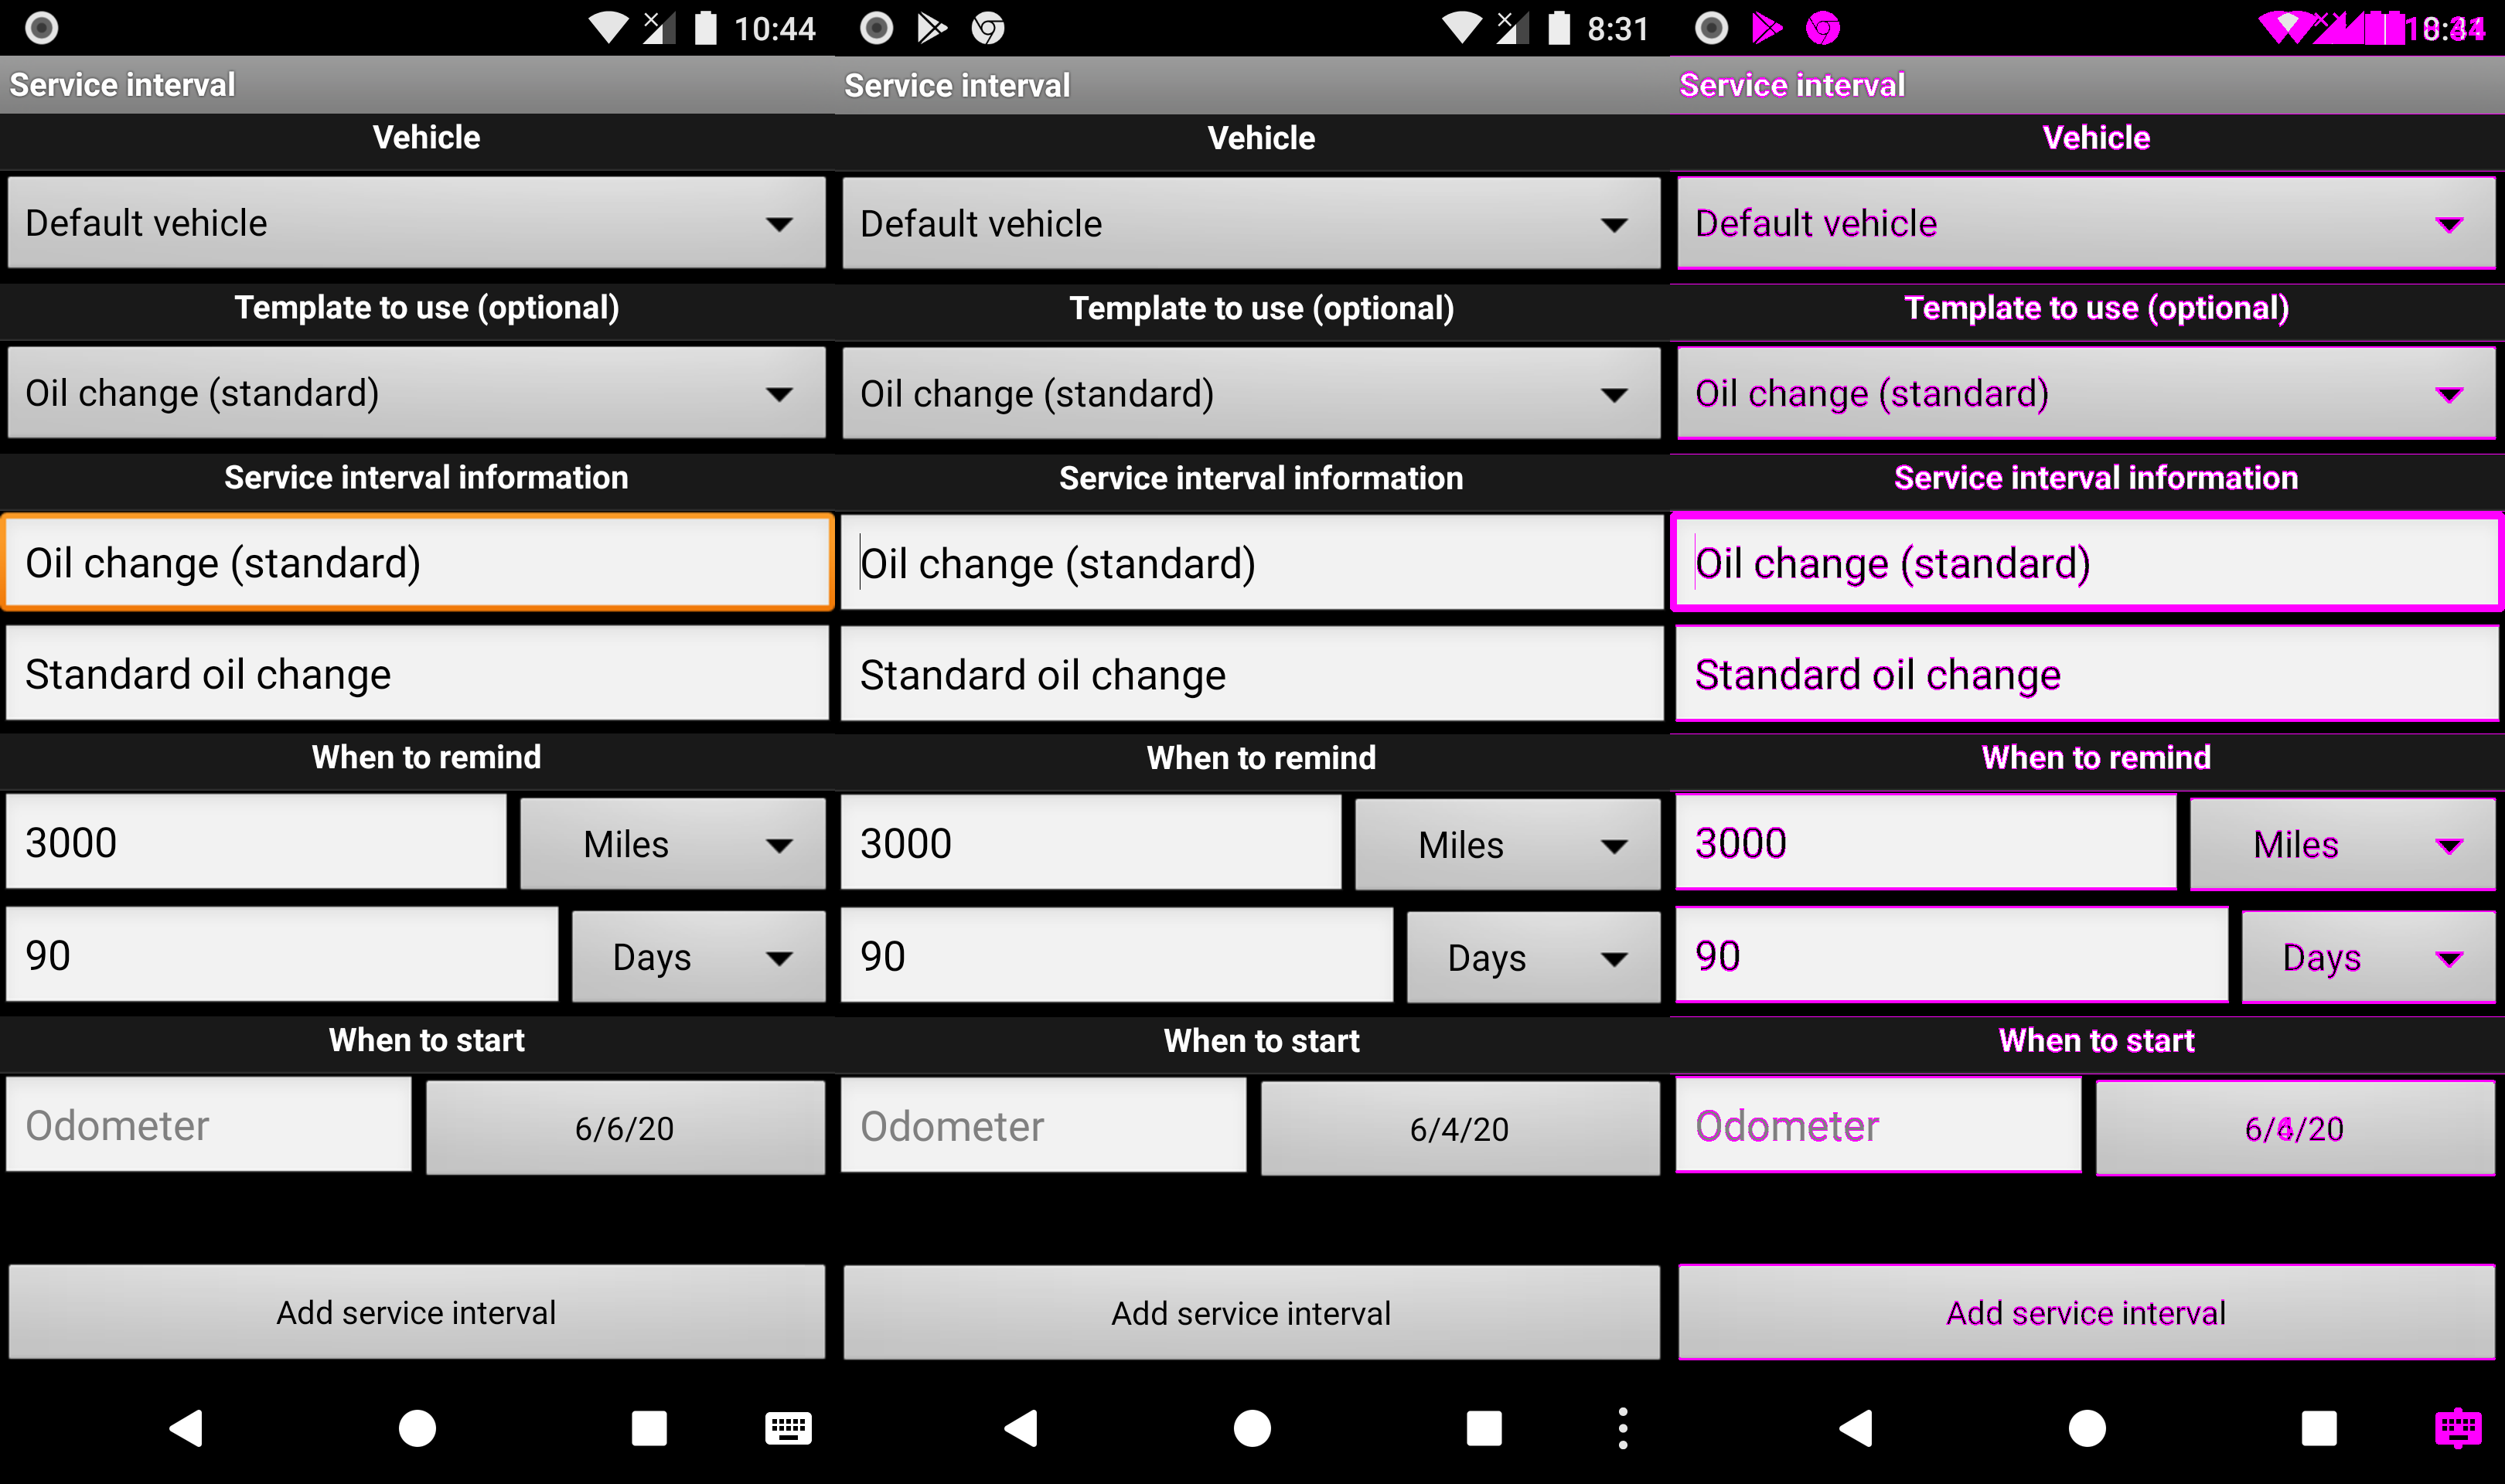 10:44
Service interval
Vehicle
Default vehicle
Template to use (optional)
Oil change (standard)
Service interval information
Oil change (standard)
Standard oil change
When to remind
3000 Miles
90 Days
When to start
Odometer 6/6/20
Add service interval
8:31
Service interval
Vehicle
Default vehicle
Template to use (optional)
Oil change (standard)
Service interval information
Oil change (standard)
Standard oil change
When to remind
3000 Miles
90 Days
When to start
Odometer 6/4/20
Add service interval
Service interval
Vehicle
Default vehicle
Template to use (optional)
Oil change (standard)
Service interval information
Oil change (standard)
Standard oil change
When to remind
3000 Miles
90 Days
When to start
Odometer
Add service interval